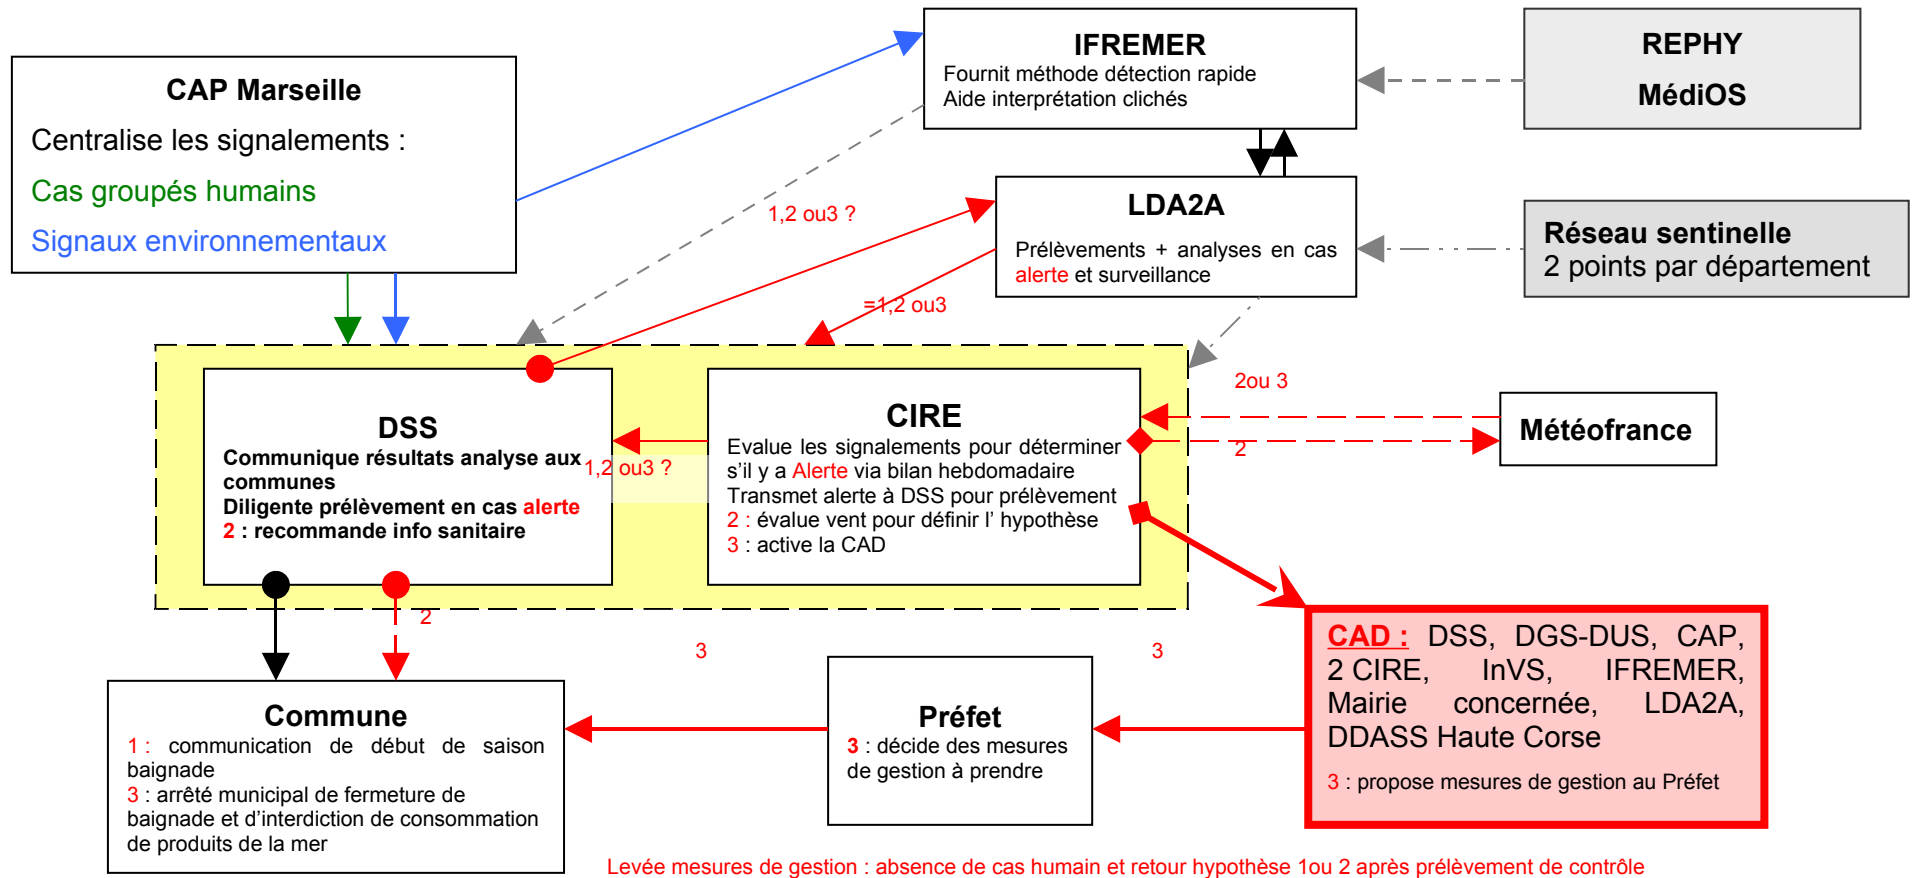 CAP Marseille
Centralise les signalements :
Cas groupés humains
Signaux environnementaux
IFREMER
Fournit méthode détection rapide
Aide interprétation clichés
REPHY
MédiOS
LDA2A
Prélèvements + analyses en cas
alerte et surveillance
Réseau sentinelle
2 points par département
1,2 ou3 ?
=1,2 ou3
DSS
Communique résultats analyse aux
communes
Diligente prélèvement en cas alerte
2 : recommande info sanitaire
1,2 ou3 ?
CIRE
Evalue les signalements pour déterminer
s’il y a Alerte via bilan hebdomadaire
Transmet alerte à DSS pour prélèvement
2 : évalue vent pour définir l’ hypothèse
3 : active la CAD
2ou 3
2
Météofrance
2
3
3
Commune
1 : communication de début de saison
baignade
3 : arrêté municipal de fermeture de
baignade et d’interdiction de consommation
de produits de la mer
Préfet
3 : décide des mesures
de gestion à prendre
CAD : DSS, DGS-DUS, CAP,
2 CIRE, InVS, IFREMER,
Mairie concernée, LDA2A,
DDASS Haute Corse
3 : propose mesures de gestion au Préfet
Levée mesures de gestion : absence de cas humain et retour hypothèse 1ou 2 après prélèvement de contrôle